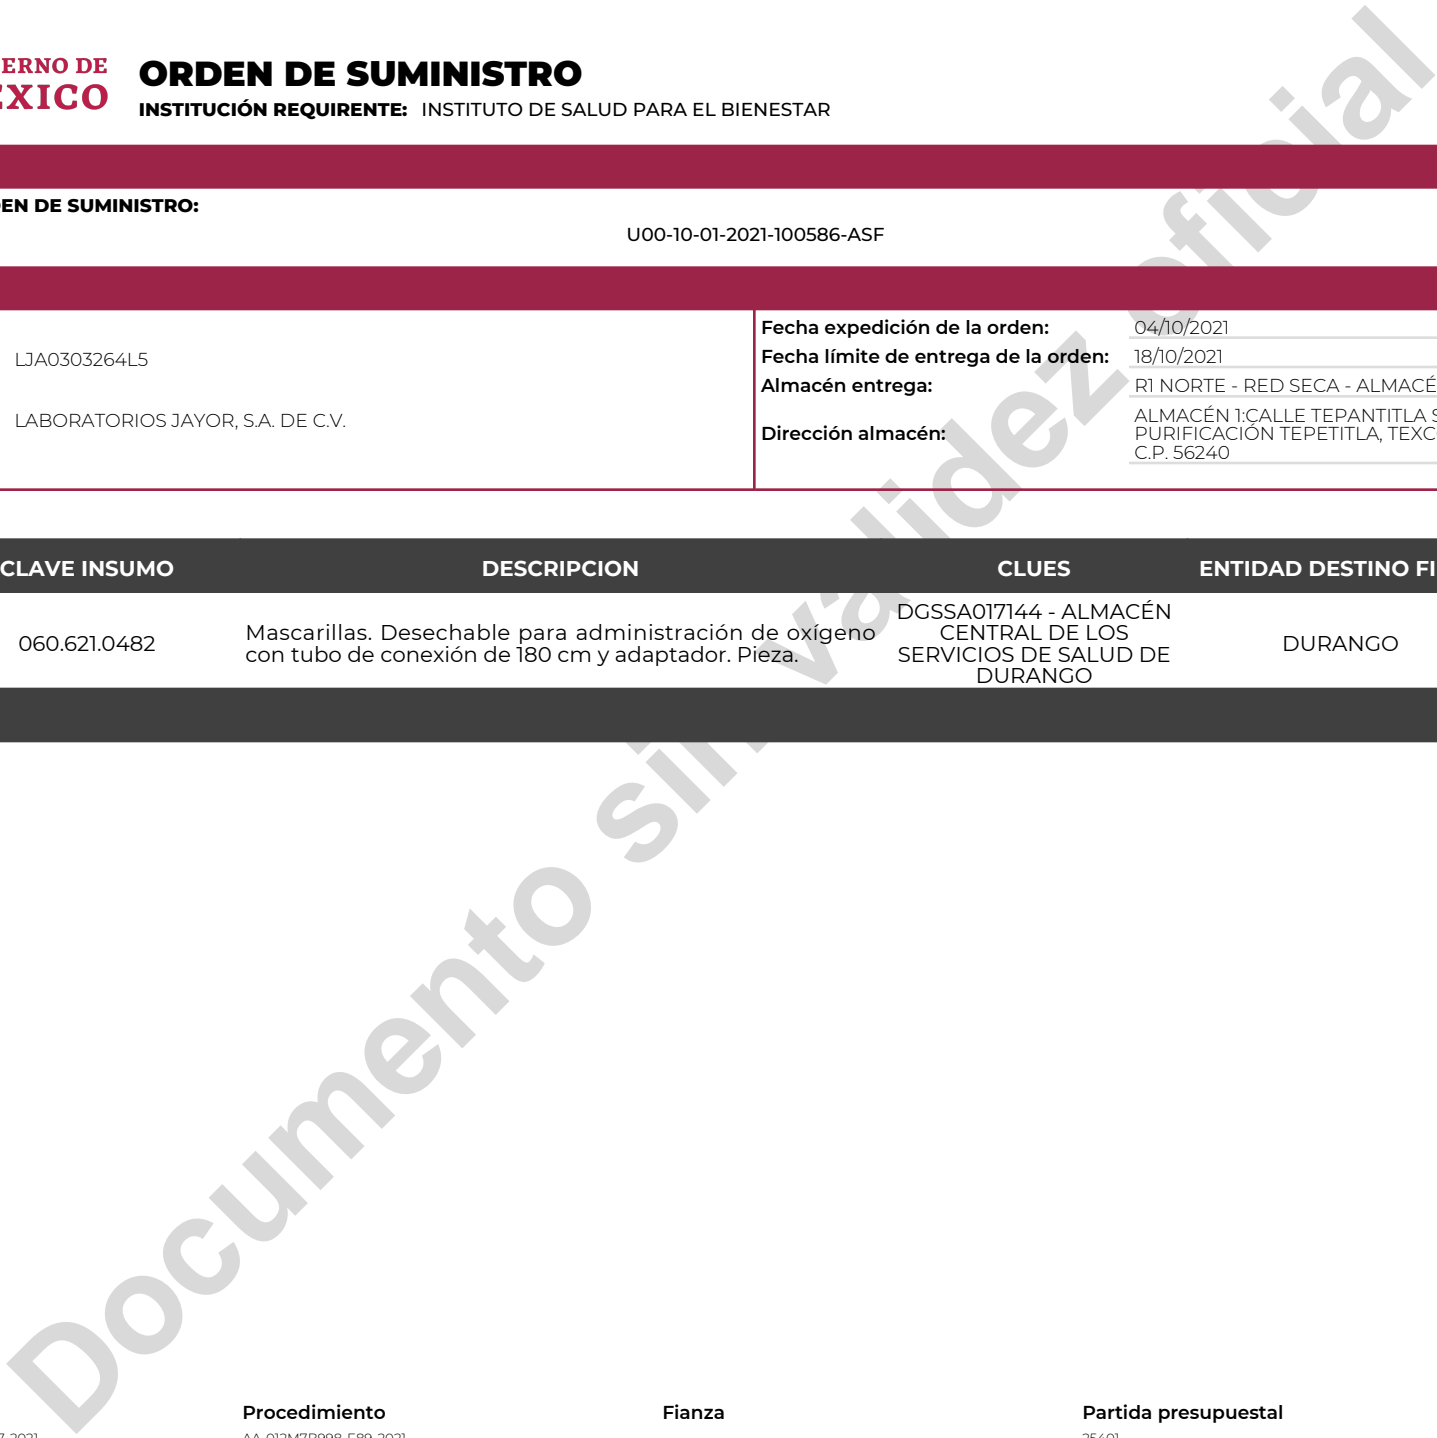 ERNO DE
ÉXICO
ORDEN DE SUMINISTRO
INSTITUCIÓN REQUIRENTE: INSTITUTO DE SALUD PARA EL BIENESTAR
EN DE SUMINISTRO:
U00-10-01-2021-100586-ASF
LJA0303264L5
LABORATORIOS JAYOR, S.A. DE C.V.
Fecha expedición de la orden: 04/10/2021
Fecha límite de entrega de la orden: 18/10/2021
Almacén entrega: R1 NORTE - RED SECA - ALMACÉ
Dirección almacén:
ALMACÉN 1:CALLE TEPANTITLA S
PURIFICACIÓN TEPETITLA, TEXC
C.P. 56240
CLAVE INSUMO DESCRIPCION CLUES ENTIDAD DESTINO FI
060.621.0482
Mascarillas. Desechable para administración de oxígeno
con tubo de conexión de 180 cm y adaptador. Pieza.
DGSSA017144 - ALMACÉN
CENTRAL DE LOS
SERVICIOS DE SALUD DE
DURANGO
DURANGO
Documento sin validez oficial
Procedimiento Fianza Partida presupuestal